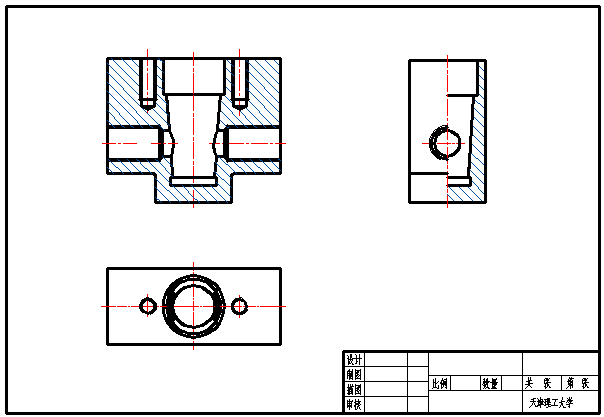 设计
制图
描图
审核
比例 数量 共 张 第 张
天津理工大学